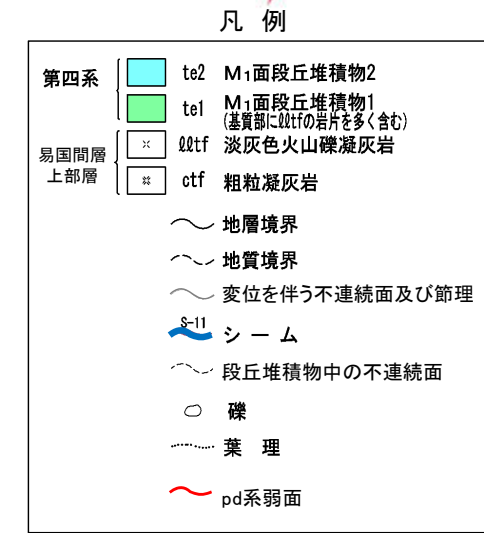 凡 例
第四系
te2 M₁面段丘堆積物2
te1 M₁面段丘堆積物1
(基質部にℓℓtfの岩片を多く含む)
易国間層
上部層
ℓℓtf 淡灰色火山礫凝灰岩
ctf 粗粒凝灰岩
地層境界
地質境界
変位を伴う不連続面及び節理
S-11 シ ー ム
段丘堆積物中の不連続面
礫
葉 理
pd系弱面